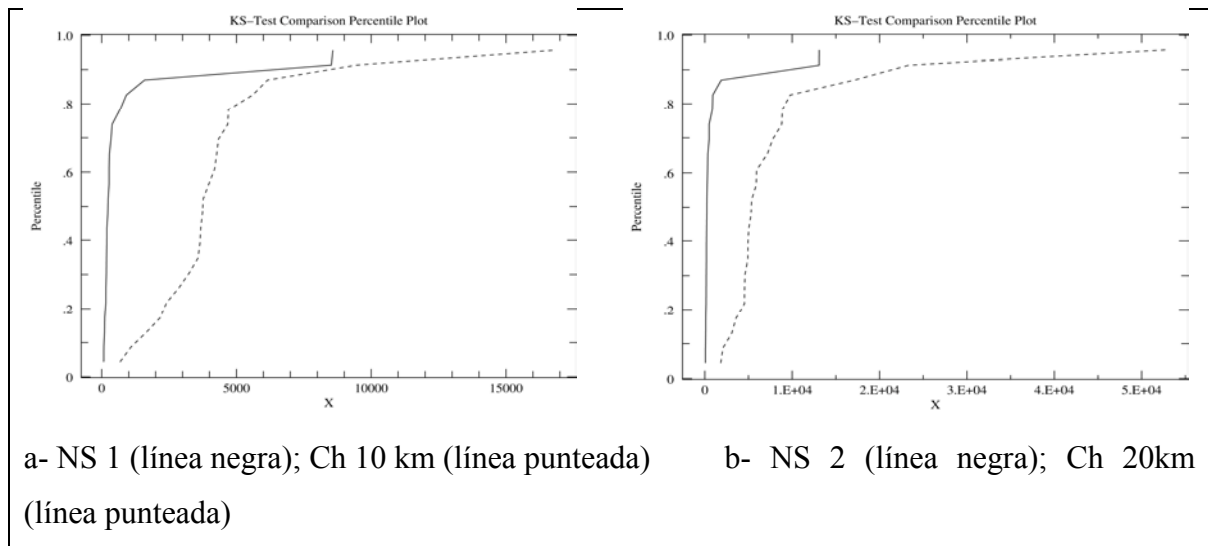 KS–Test Comparison Percentile Plot
1.0
.8
.6
.4
.2
0
Percentile
0 5000 10000 15000
X
KS–Test Comparison Percentile Plot
1.0
.8
.6
.4
.2
0
Percentile
0 1.E+04 2.E+04 3.E+04 4.E+04 5.E+04
X
a- NS 1 (línea negra); Ch 10 km (línea punteada) b- NS 2 (línea negra); Ch 20km
(línea punteada)